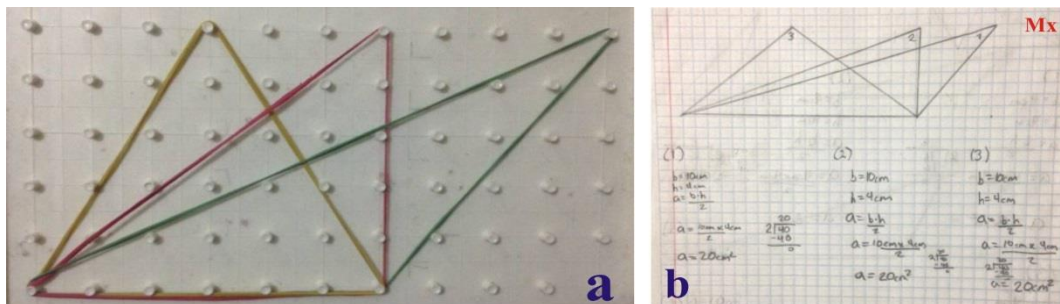 a
b
Mx
3 2 1
(1) (2) (3)
b=10cm
h=4cm
a=b·h
2
a=10cm×4cm
2
20
2√40
-40
0
a=20cm²
b=10cm
h=4cm
a=b·h
2
a=10cm×4cm
2
a=20cm²
b=10cm
h=4cm
a=b·h
2
a=10cm×4cm
2
a=20cm²